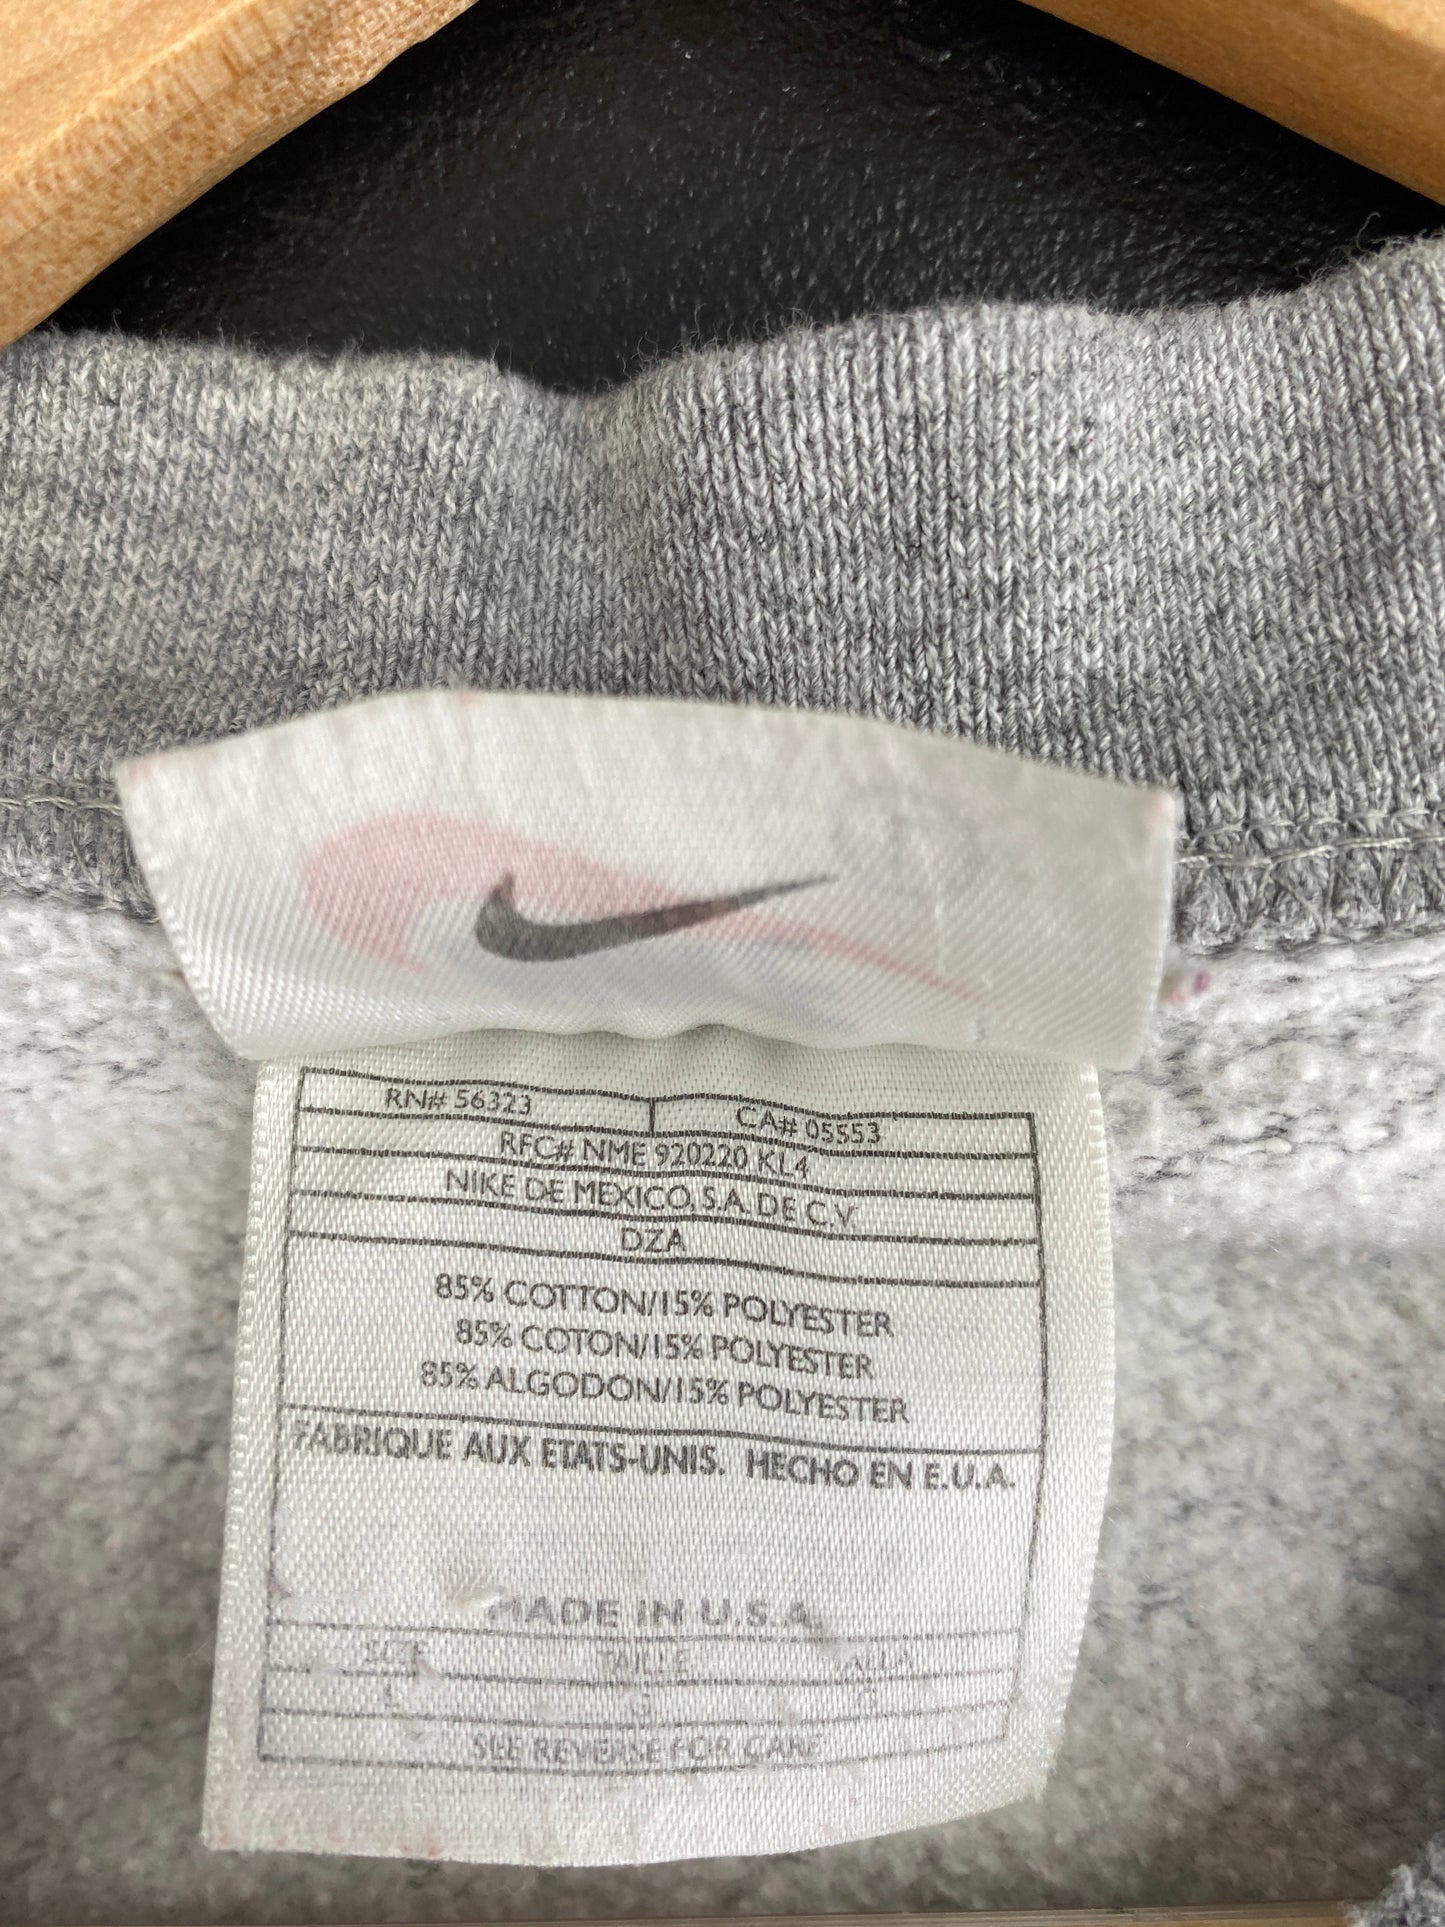 RN# 56323 CA# 05553
RFC# NME 920220 KL4
NIKE DE MEXICO, S.A. DE C.V.
DZA
85% COTTON/15% POLYESTER
85% COTON/15% POLYESTER
85% ALGODON/15% POLYESTER
FABRIQUE AUX ETATS-UNIS. HECHO EN E.U.A.
MADE IN U.S.A.
TAILLE
SEE REVERSE FOR CARE